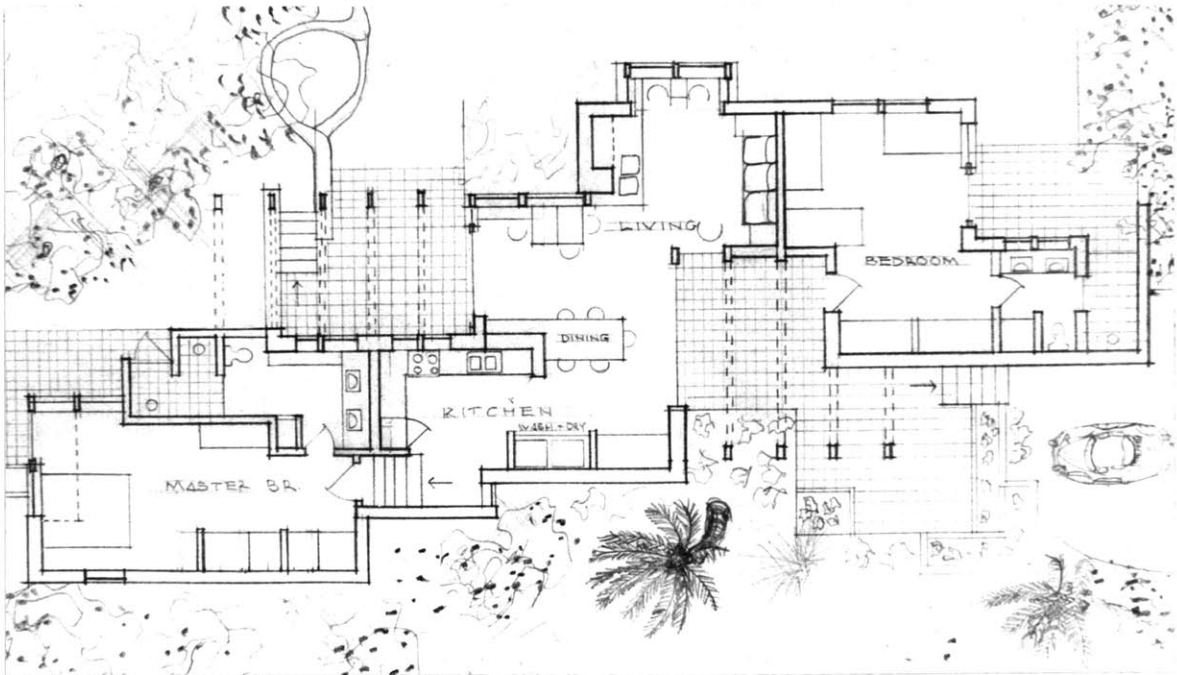 LIVING
BEDROOM
DINING
KITCHEN
WASH + DRY
MASTER BR.